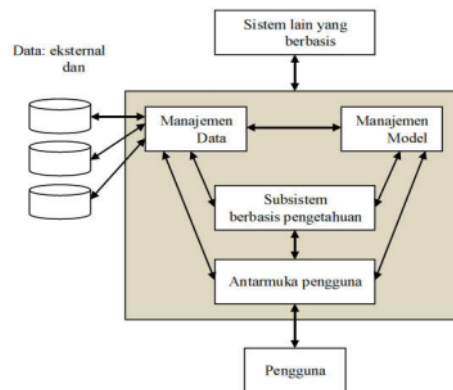 Sistem lain yang
berbasis
Data: eksternal
dan
Manajemen
Data
Manajemen
Model
Subsistem
berbasis pengetahuan
Antarmuka pengguna
Pengguna